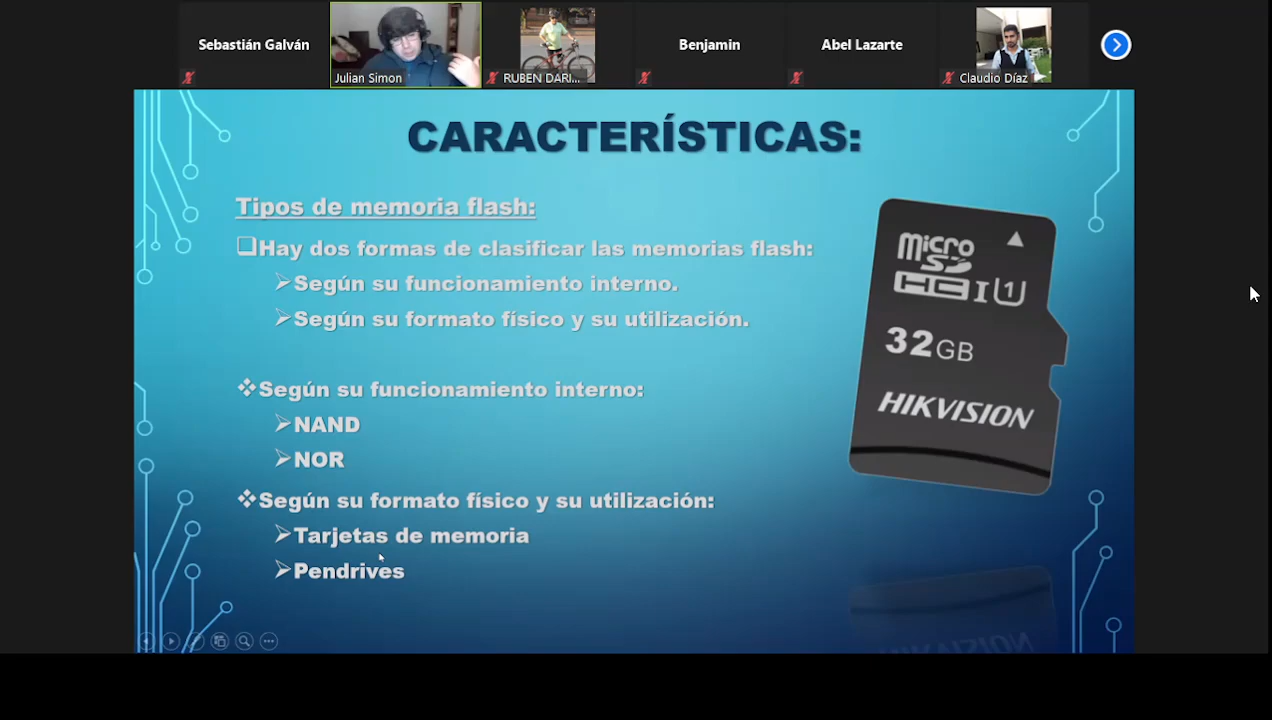 Sebastián Galván
Julian Simon
RUBEN DARI...
Benjamin
Abel Lazarte
Claudio Díaz
CARACTERÍSTICAS:
Tipos de memoria flash:
Hay dos formas de clasificar las memorias flash:
Según su funcionamiento interno.
Según su formato físico y su utilización.
Según su funcionamiento interno:
NAND
NOR
Según su formato físico y su utilización:
Tarjetas de memoria
Pendrives
micro
SD
HC I U1
32GB
HIKVISION